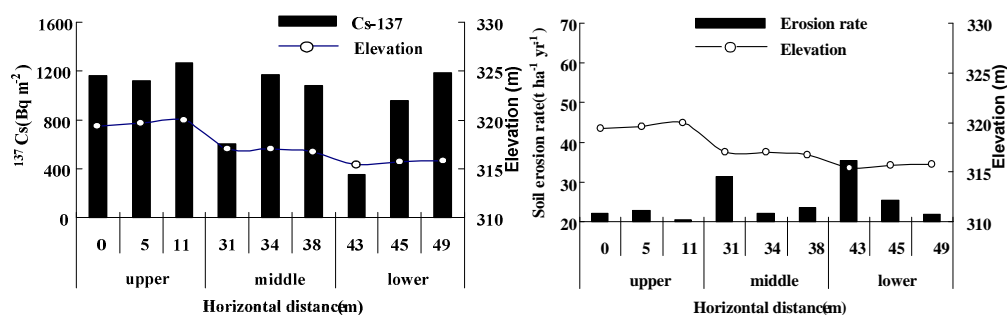 Cs-137
Elevation
1600
1200
800
400
0
¹³⁷ Cs(Bq m⁻²)
330
325
320
315
310
Elevation (m)
0 5 11 31 34 38 43 45 49
upper middle lower
Horizontal distance(m)
Erosion rate
Elevation
70
60
50
40
30
20
Soil erosion rate(t ha⁻¹ yr¹)
330
325
320
315
310
Elevation (m)
0 5 11 31 34 38 43 45 49
upper middle lower
Horizontal distance(m)